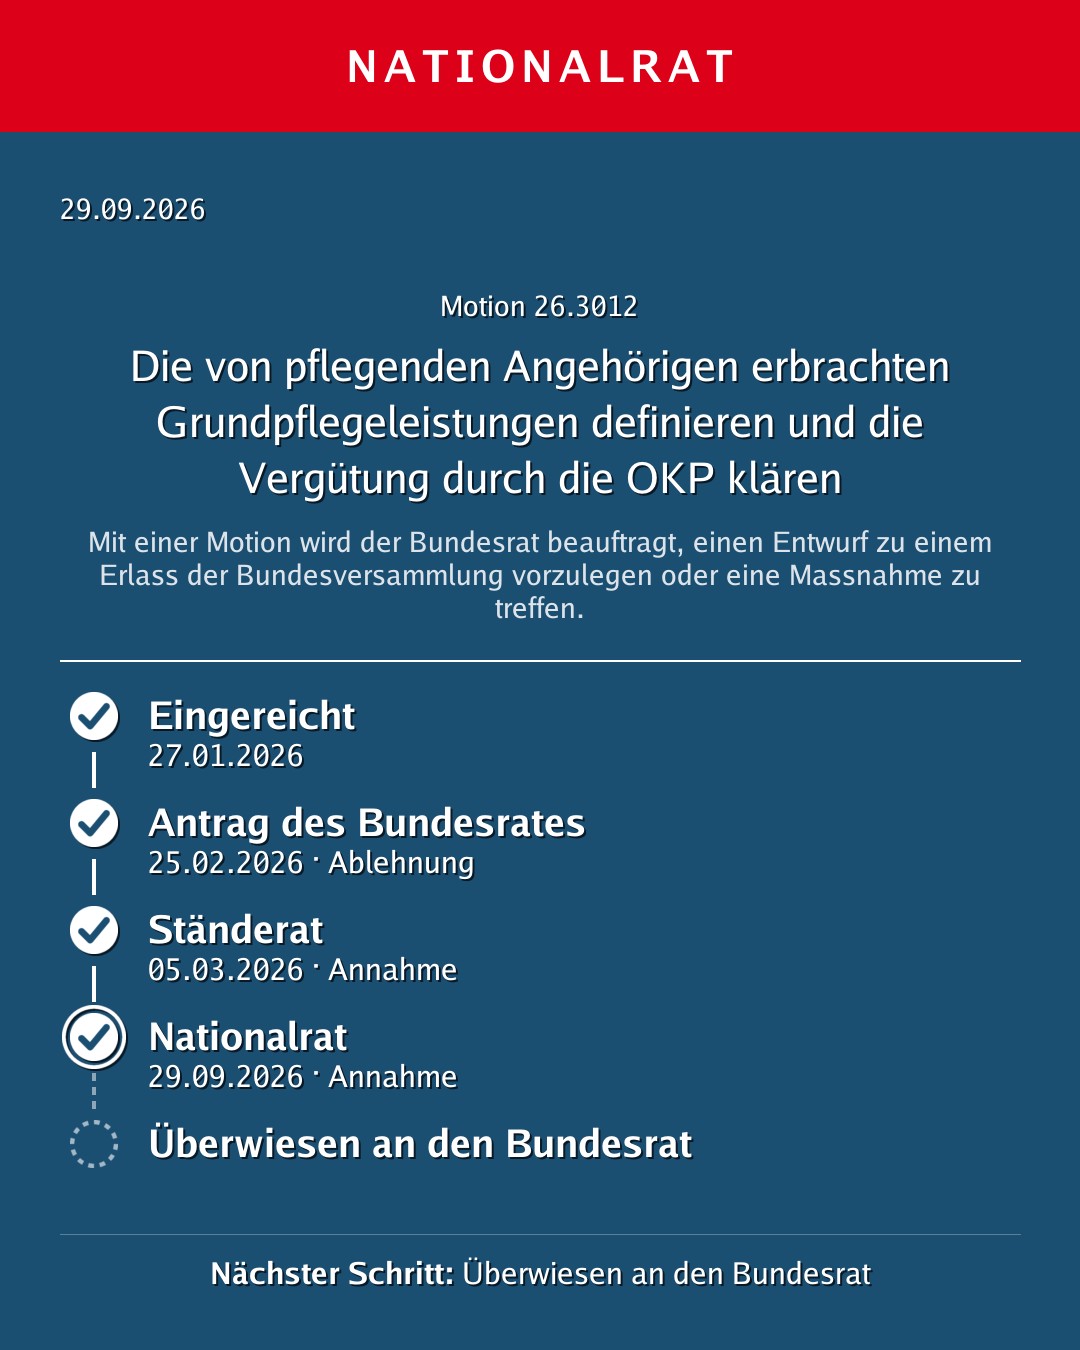 NATIONALRAT
29.09.2026
Motion 26.3012
Die von pflegenden Angehörigen erbrachten
Grundpflegeleistungen definieren und die
Vergütung durch die OKP klären
Mit einer Motion wird der Bundesrat beauftragt, einen Entwurf zu einem
Erlass der Bundesversammlung vorzulegen oder eine Massnahme zu
treffen.
Eingereicht
27.01.2026
Antrag des Bundesrates
25.02.2026 · Ablehnung
Ständerat
05.03.2026 · Annahme
Nationalrat
29.09.2026 · Annahme
Überwiesen an den Bundesrat
Nächster Schritt: Überwiesen an den Bundesrat